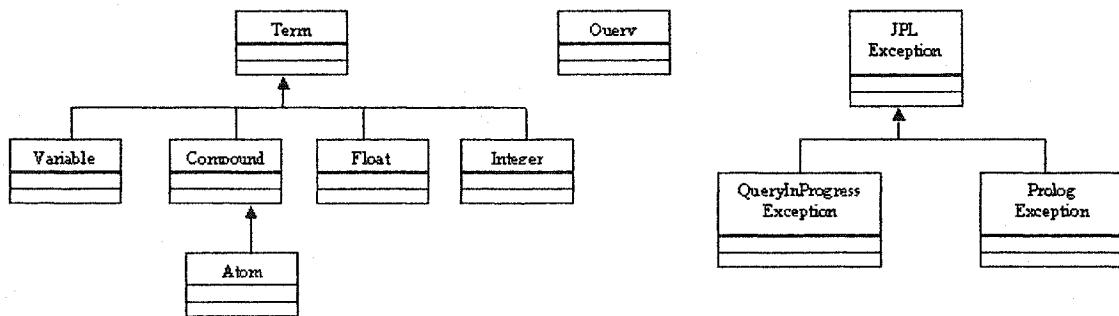 Term
Query
JPL
Exception
Variable
Compound
Float
Integer
QueryInProgress
Exception
Prolog
Exception
Atom